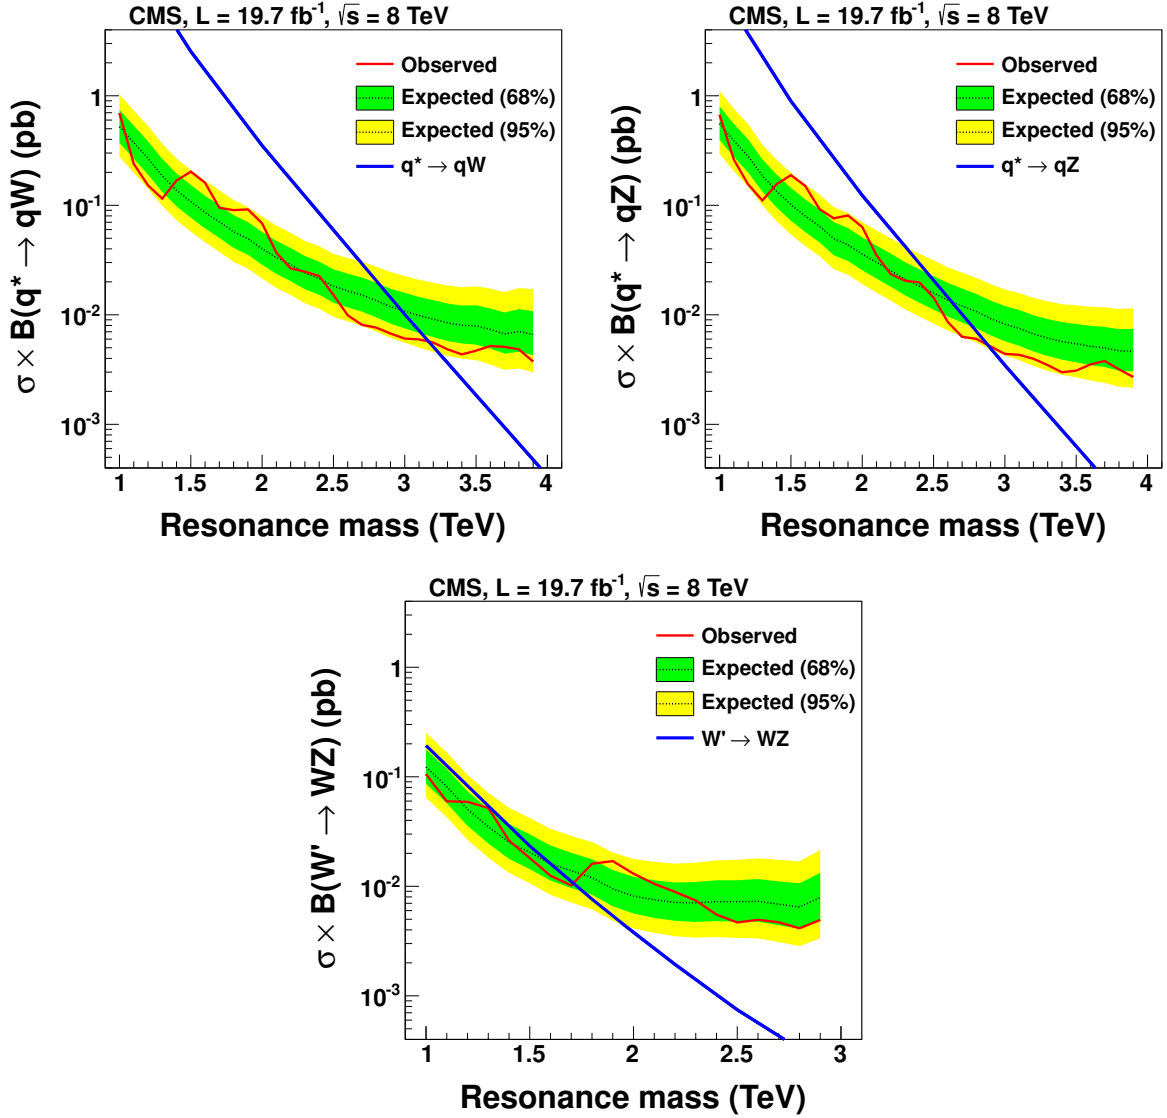 CMS, L = 19.7 fb⁻¹, √s = 8 TeV
Observed
Expected (68%)
Expected (95%)
q* → qW
σ × B(q* → qW) (pb)
1
10⁻¹
10⁻²
10⁻³
1 1.5 2 2.5 3 3.5 4
Resonance mass (TeV)
CMS, L = 19.7 fb⁻¹, √s = 8 TeV
Observed
Expected (68%)
Expected (95%)
q* → qZ
σ × B(q* → qZ) (pb)
1
10⁻¹
10⁻²
10⁻³
1 1.5 2 2.5 3 3.5 4
Resonance mass (TeV)
CMS, L = 19.7 fb⁻¹, √s = 8 TeV
Observed
Expected (68%)
Expected (95%)
W' → WZ
σ × B(W' → WZ) (pb)
1
10⁻¹
10⁻²
10⁻³
1 1.5 2 2.5 3
Resonance mass (TeV)